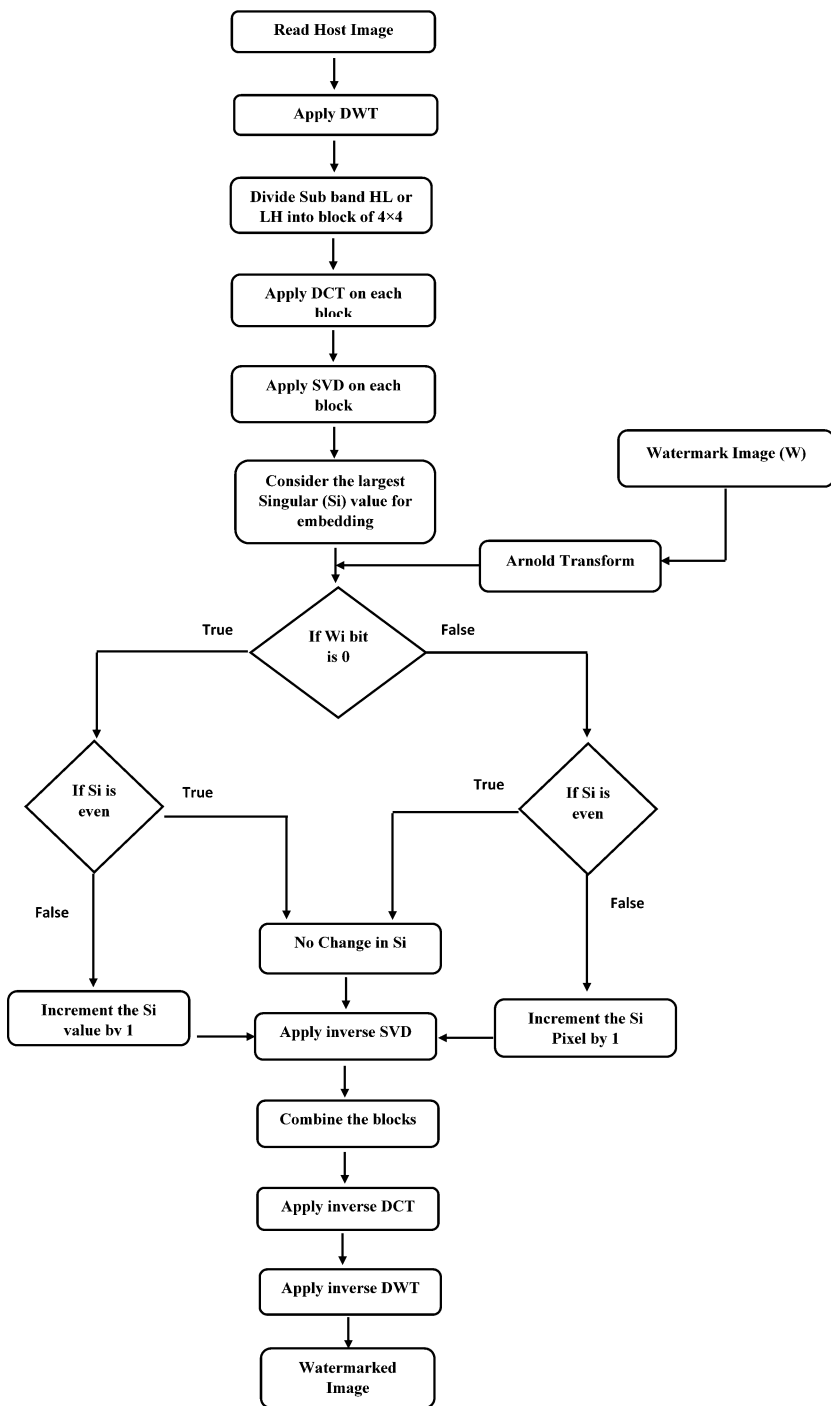 Read Host Image
Apply DWT
Divide Sub band HL or
LH into block of 4×4
Apply DCT on each
block
Apply SVD on each
block
Consider the largest
Singular (Si) value for
embedding
Watermark Image (W)
Arnold Transform
If Wi bit
is 0
True
False
If Si is
even
True
False
If Si is
even
True
False
No Change in Si
Increment the Si
value by 1
Increment the Si
Pixel by 1
Apply inverse SVD
Combine the blocks
Apply inverse DCT
Apply inverse DWT
Watermarked
Image